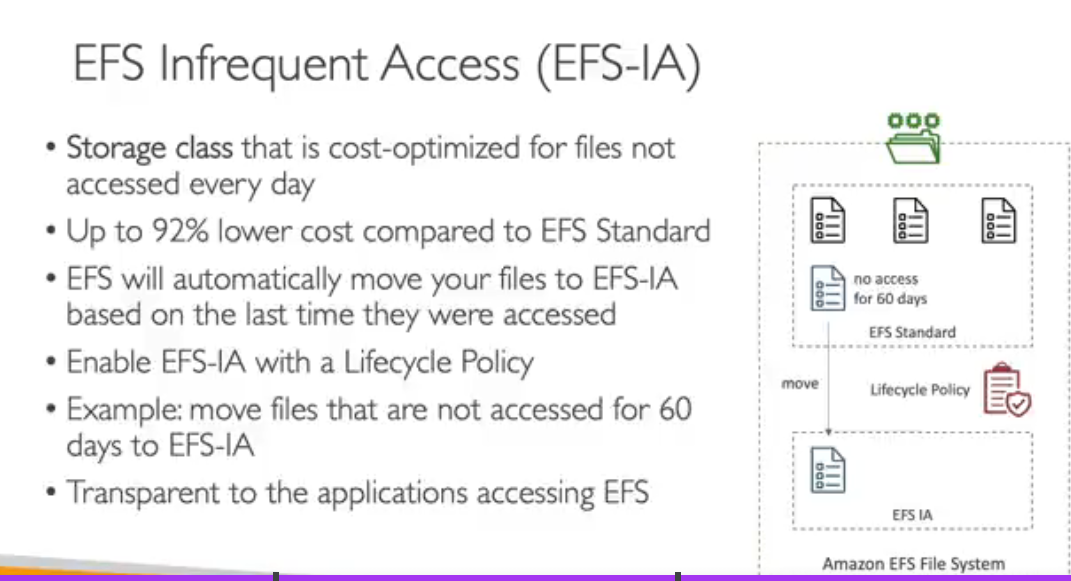 EFS Infrequent Access (EFS-IA)
• Storage class that is cost-optimized for files not
accessed every day
• Up to 92% lower cost compared to EFS Standard
• EFS will automatically move your files to EFS-IA
based on the last time they were accessed
• Enable EFS-IA with a Lifecycle Policy
• Example: move files that are not accessed for 60
days to EFS-IA
• Transparent to the applications accessing EFS
no access
for 60 days
EFS Standard
move
Lifecycle Policy
EFS IA
Amazon EFS File System